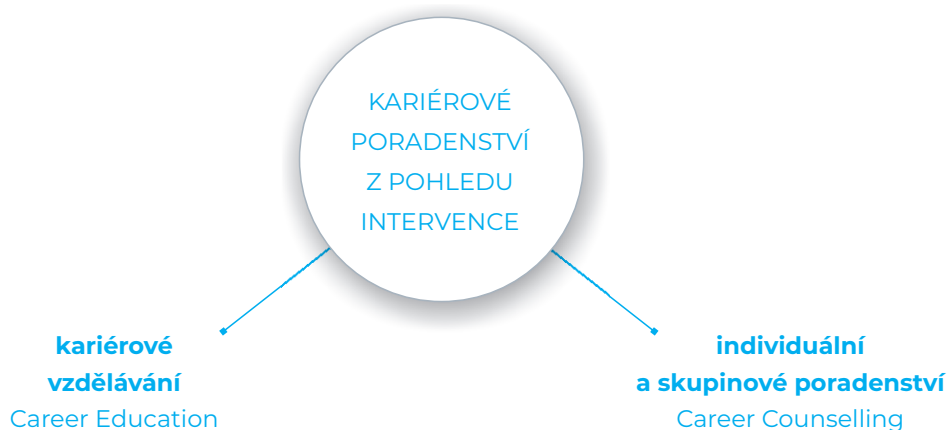 KARIÉROVÉ
PORADENSTVÍ
Z POHLEDU
INTERVENCE
kariérové
vzdělávání
Career Education
individuální
a skupinové poradenství
Career Counselling